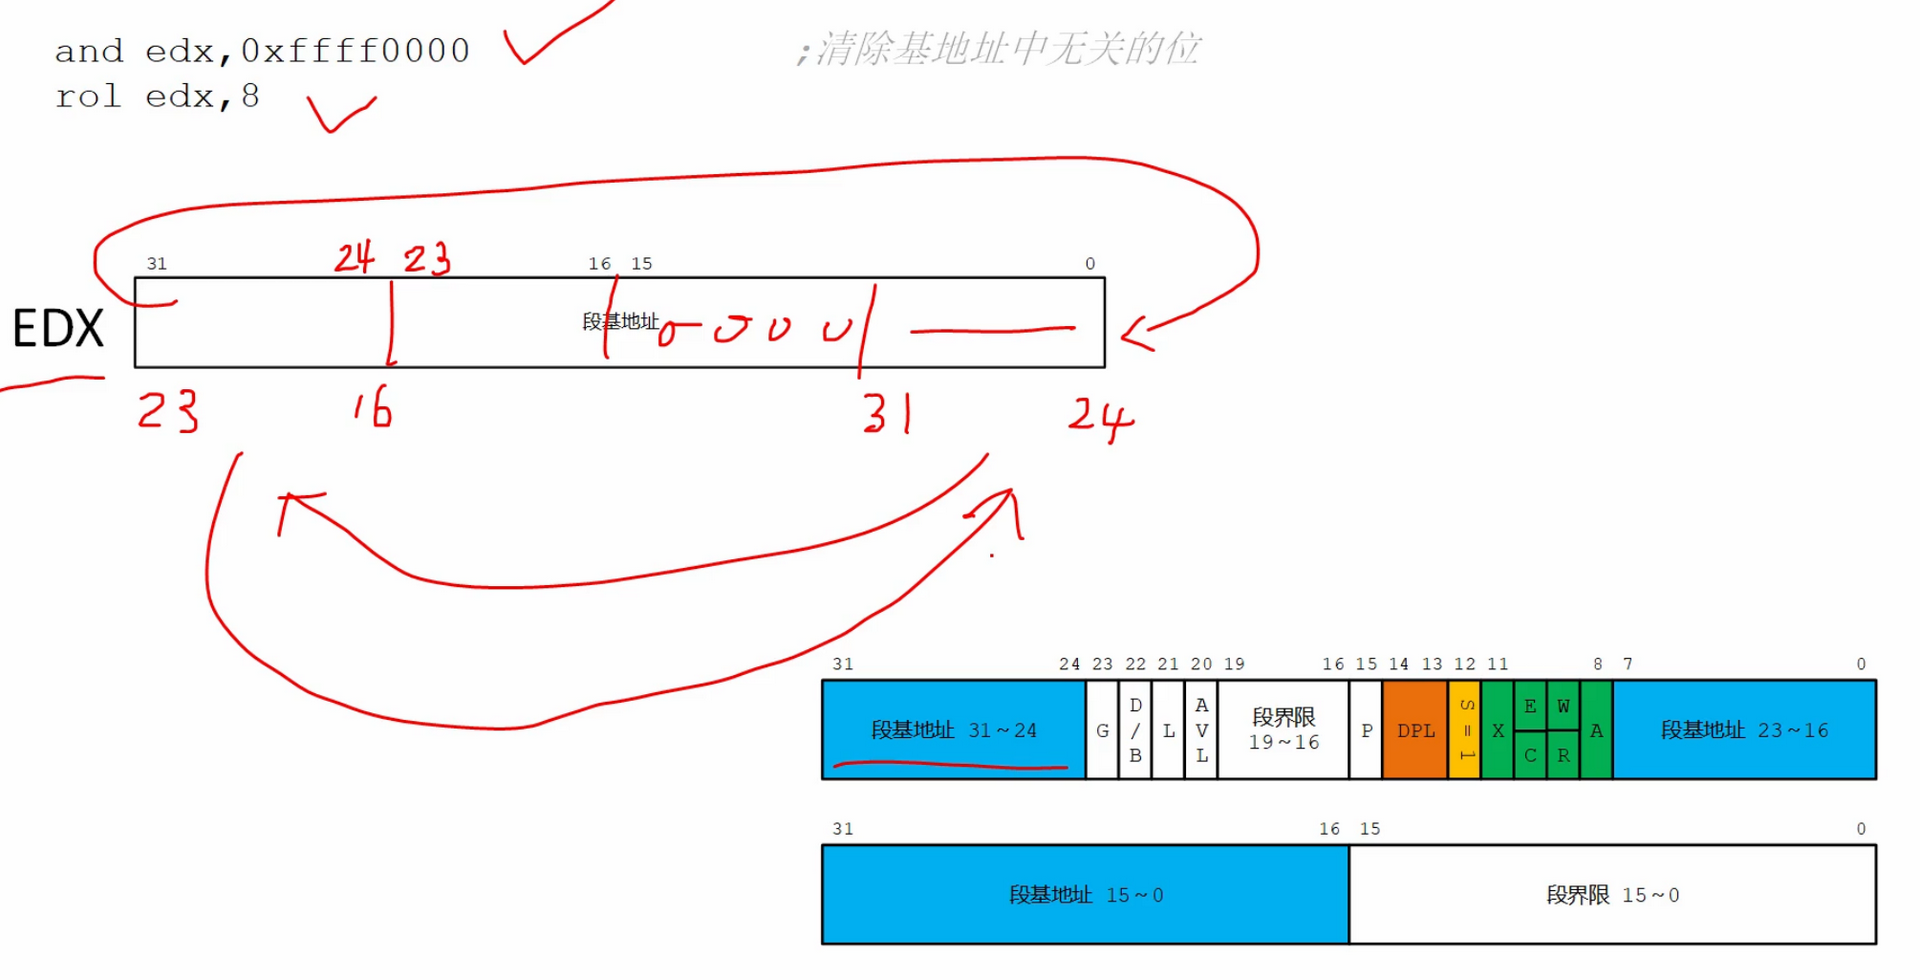 and edx,0xffff0000 ;清除基地址中无关的位
rol edx,8
31 24 23 16 15 0
EDX 段基地址 0 0 0 0
23 16 31 24
31 24 23 22 21 20 19 16 15 14 13 12 11 8 7 0
段基地址 31~24 G D/B L AVL 段界限 19~16 P DPL S=1 X E C W R A 段基地址 23~16
31 16 15 0
段基地址 15~0 段界限 15~0